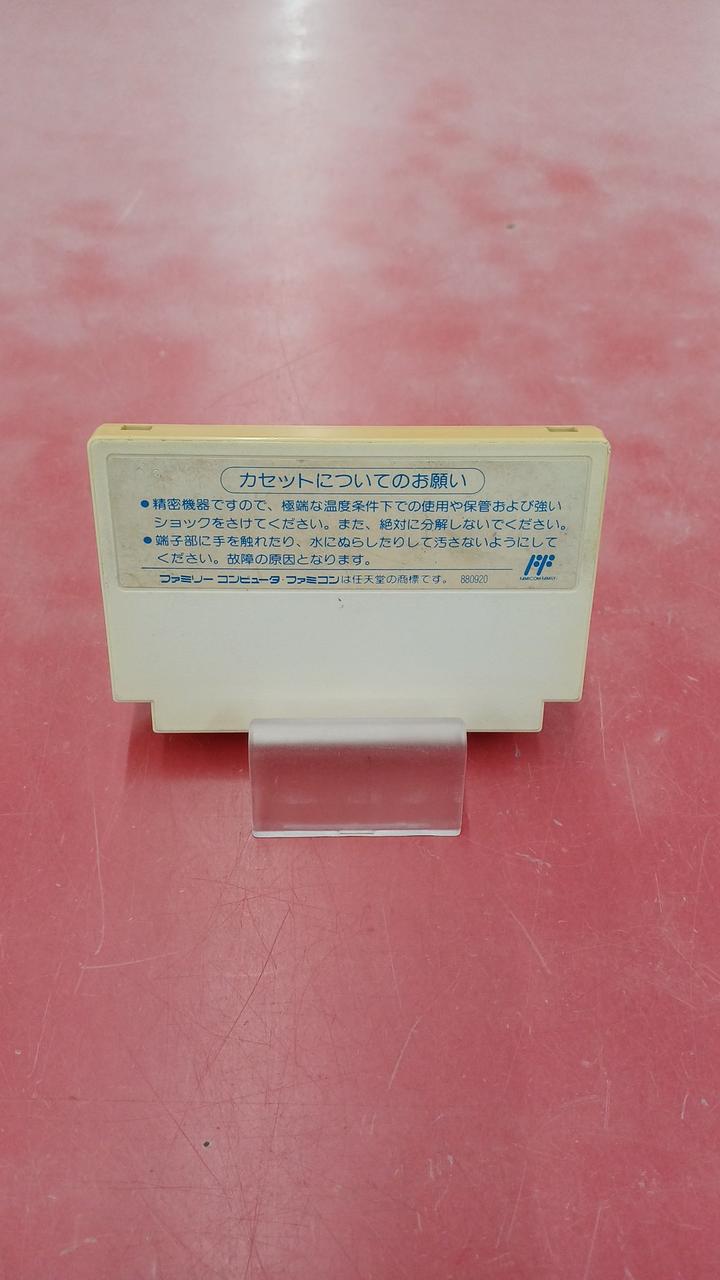 カセットについてのお願い
●精密機器ですので、極端な温度条件下での使用や保管および強い
ショックをさけてください。また、絶対に分解しないでください。
●端子部に手を触れたり、水にぬらしたりして汚さないようにして
ください。故障の原因となります。
FAMICOM FAMILY
ファミリー コンピュータ・ファミコンは任天堂の商標です。 880920